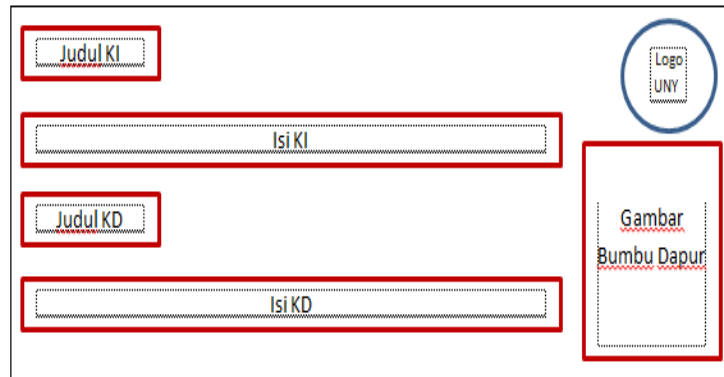 Judul KI
Logo
UNY
Isi KI
Judul KD
Gambar
Bumbu Dapur
Isi KD